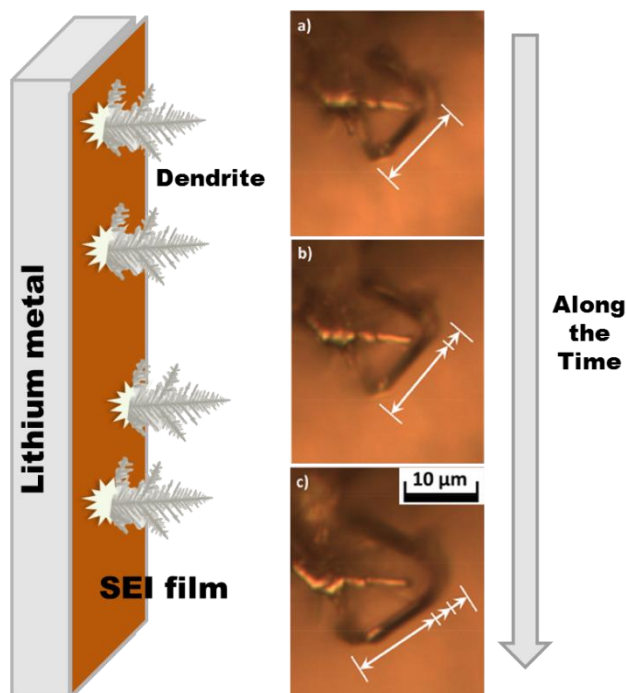 Lithium metal
Dendrite
SEI film
a)
b)
c)
10 µm
Along
the
Time